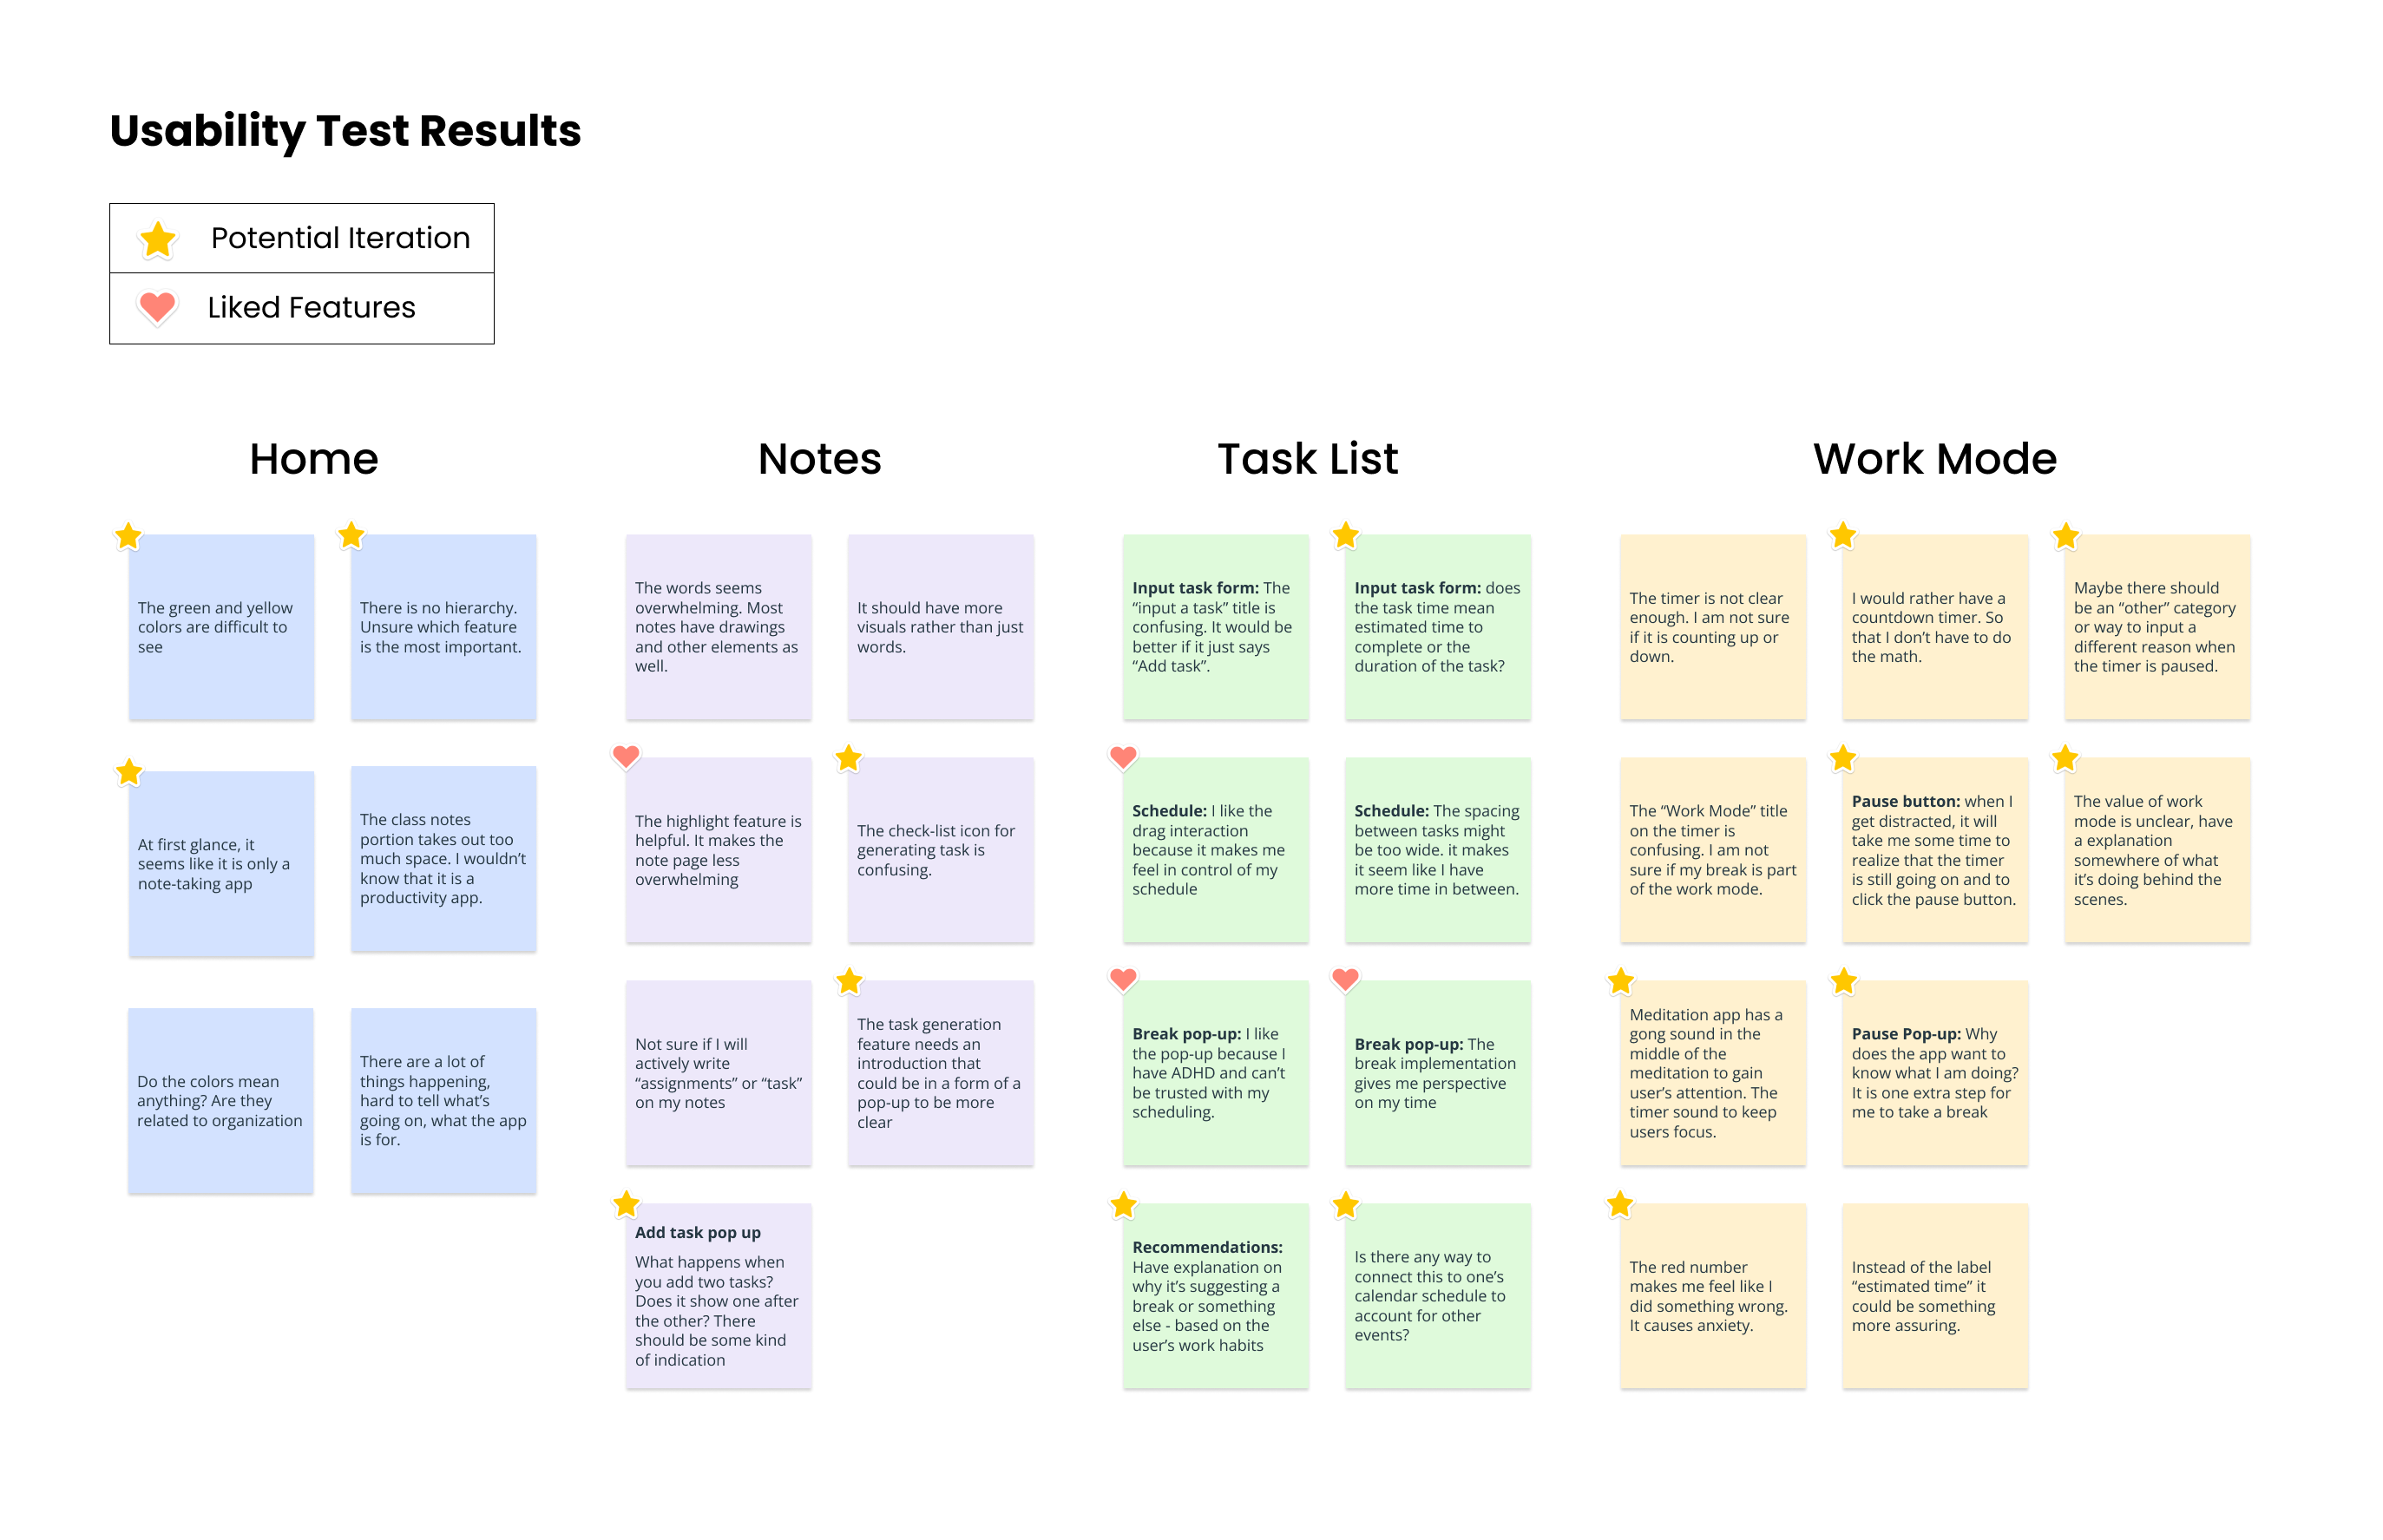 Usability Test Results
Potential Iteration
Liked Features
Home
The green and yellow
colors are difficult to
see
There is no hierarchy.
Unsure which feature
is the most important.
At first glance, it
seems like it is only a
note-taking app
The class notes
portion takes out too
much space. I wouldn’t
know that it is a
productivity app.
Do the colors mean
anything? Are they
related to organization
There are a lot of
things happening,
hard to tell what’s
going on, what the app
is for.
Notes
The words seems
overwhelming. Most
notes have drawings
and other elements as
well.
It should have more
visuals rather than just
words.
The highlight feature is
helpful. It makes the
note page less
overwhelming
The check-list icon for
generating task is
confusing.
Not sure if I will
actively write
“assignments” or “task”
on my notes
The task generation
feature needs an
introduction that
could be in a form of a
pop-up to be more
clear
Add task pop up
What happens when
you add two tasks?
Does it show one after
the other? There
should be some kind
of indication
Task List
Input task form: The
“input a task” title is
confusing. It would be
better if it just says
“Add task”.
Input task form: does
the task time mean
estimated time to
complete or the
duration of the task?
Schedule: I like the
drag interaction
because it makes me
feel in control of my
schedule
Schedule: The spacing
between tasks might
be too wide. it makes
it seem like I have
more time in between.
Break pop-up: I like
the pop-up because I
have ADHD and can’t
be trusted with my
scheduling.
Break pop-up: The
break implementation
gives me perspective
on my time
Recommendations:
Have explanation on
why it’s suggesting a
break or something
else - based on the
user’s work habits
Is there any way to
connect this to one’s
calendar schedule to
account for other
events?
Work Mode
The timer is not clear
enough. I am not sure
if it is counting up or
down.
I would rather have a
countdown timer. So
that I don’t have to do
the math.
Maybe there should
be an “other” category
or way to input a
different reason when
the timer is paused.
The “Work Mode” title
on the timer is
confusing. I am not
sure if my break is part
of the work mode.
Pause button: when I
get distracted, it will
take me some time to
realize that the timer
is still going on and to
click the pause button.
The value of work
mode is unclear, have
a explanation
somewhere of what
it’s doing behind the
scenes.
Meditation app has a
gong sound in the
middle of the
meditation to gain
user’s attention. The
timer sound to keep
users focus.
Pause Pop-up: Why
does the app want to
know what I am doing?
It is one extra step for
me to take a break
The red number
makes me feel like I
did something wrong.
It causes anxiety.
Instead of the label
“estimated time” it
could be something
more assuring.